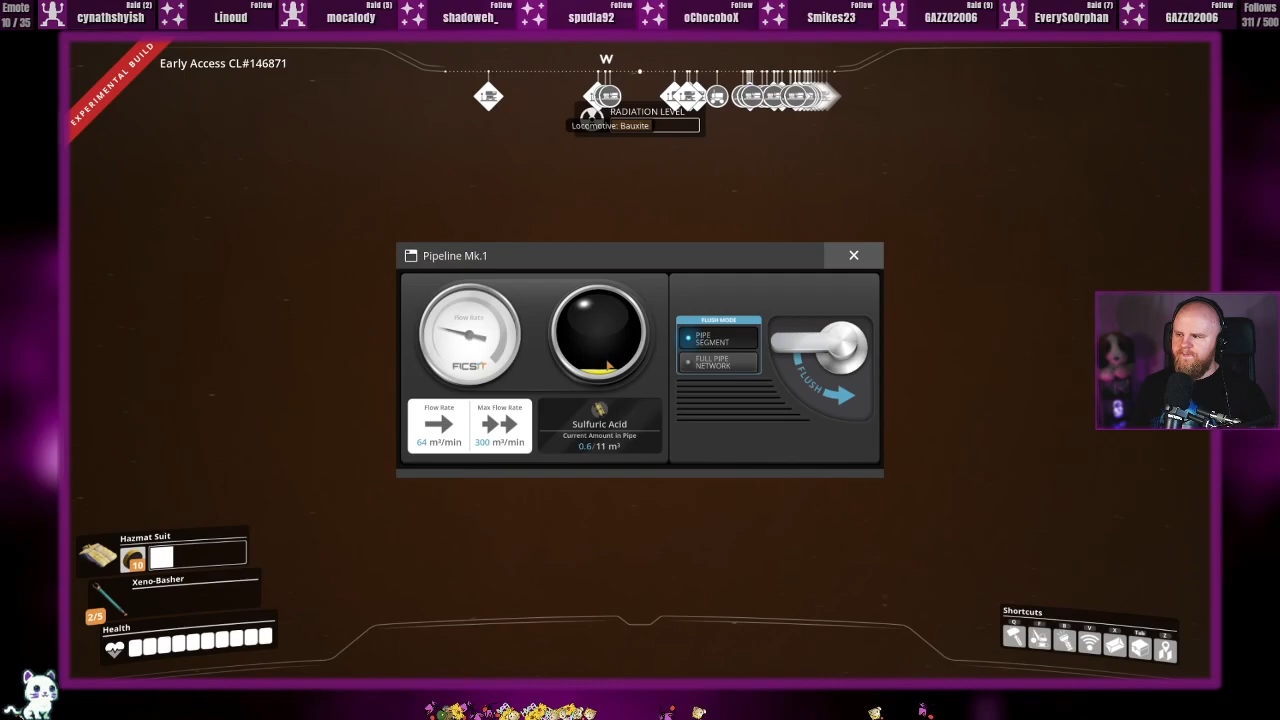 Emote
10 / 35
Raid (2)
cynathshyish
Follow
Linoud
Raid (5)
mocalody
Follow
shadoweh_
Follow
spudla92
Follow
oChocoboX
Follow
Smikes23
Raid (9)
GAZZ02006
Raid (7)
EverySoOrphan
Follow
GAZZ02006
Follows
311 / 500
EXPERIMENTAL BUILD
Early Access CL#146871
W
RADIATION LEVEL
Locomotive: Bauxite
Pipeline Mk.1
Flow Rate
FICSIT
FLUSH MODE
PIPE
SEGMENT
FULL PIPE
NETWORK
FLUSH
Flow Rate
64 m³/min
Max Flow Rate
300 m³/min
Sulfuric Acid
Current Amount in Pipe
0.6/11 m³
Hazmat Suit
10
Xeno-Basher
2/5
Health
Shortcuts
Q
F
B
V
X
Tab
Z